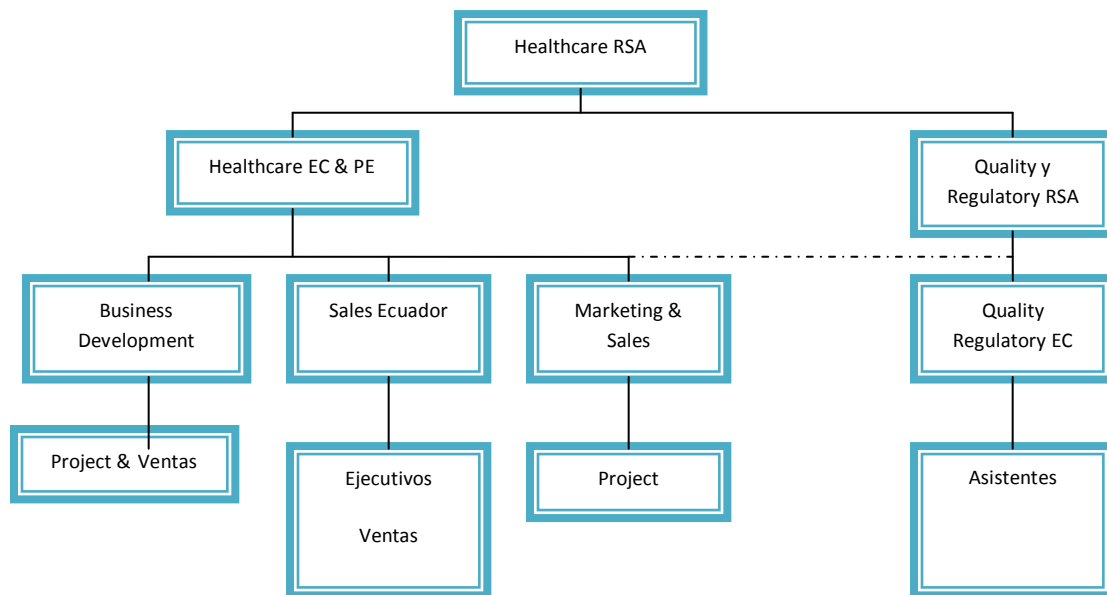 Healthcare RSA
Healthcare EC & PE
Quality y
Regulatory RSA
Business
Development
Sales Ecuador
Marketing &
Sales
Quality
Regulatory EC
Project & Ventas
Ejecutivos
Ventas
Project
Asistentes